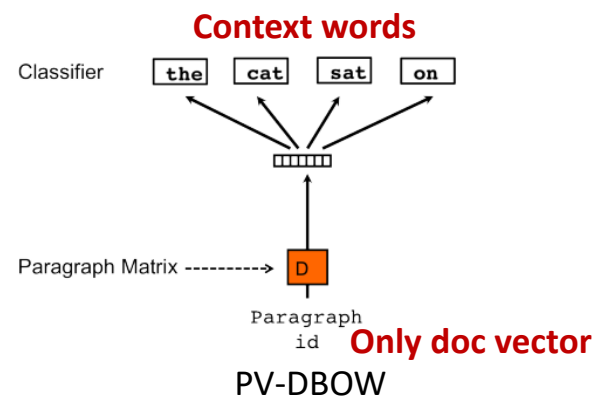 Context words
Classifier the cat sat on
Paragraph Matrix D
Paragraph
id
Only doc vector
PV-DBOW